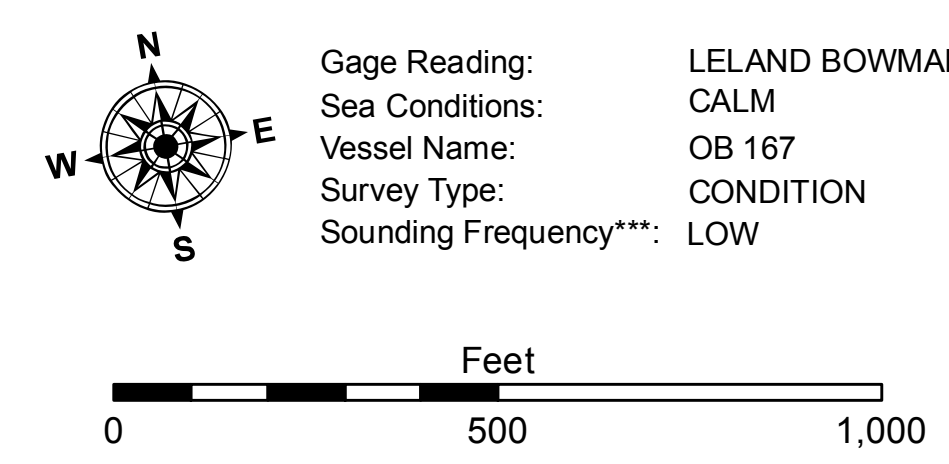 N
W E
S
Gage Reading: LELAND BOWMA
Sea Conditions: CALM
Vessel Name: OB 167
Survey Type: CONDITION
Sounding Frequency***: LOW
Feet
0 500 1,000